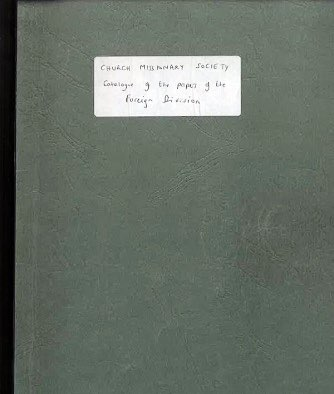 CHURCH MISSIONARY SOCIETY
Catalogue of the papers of the
Foreign Division